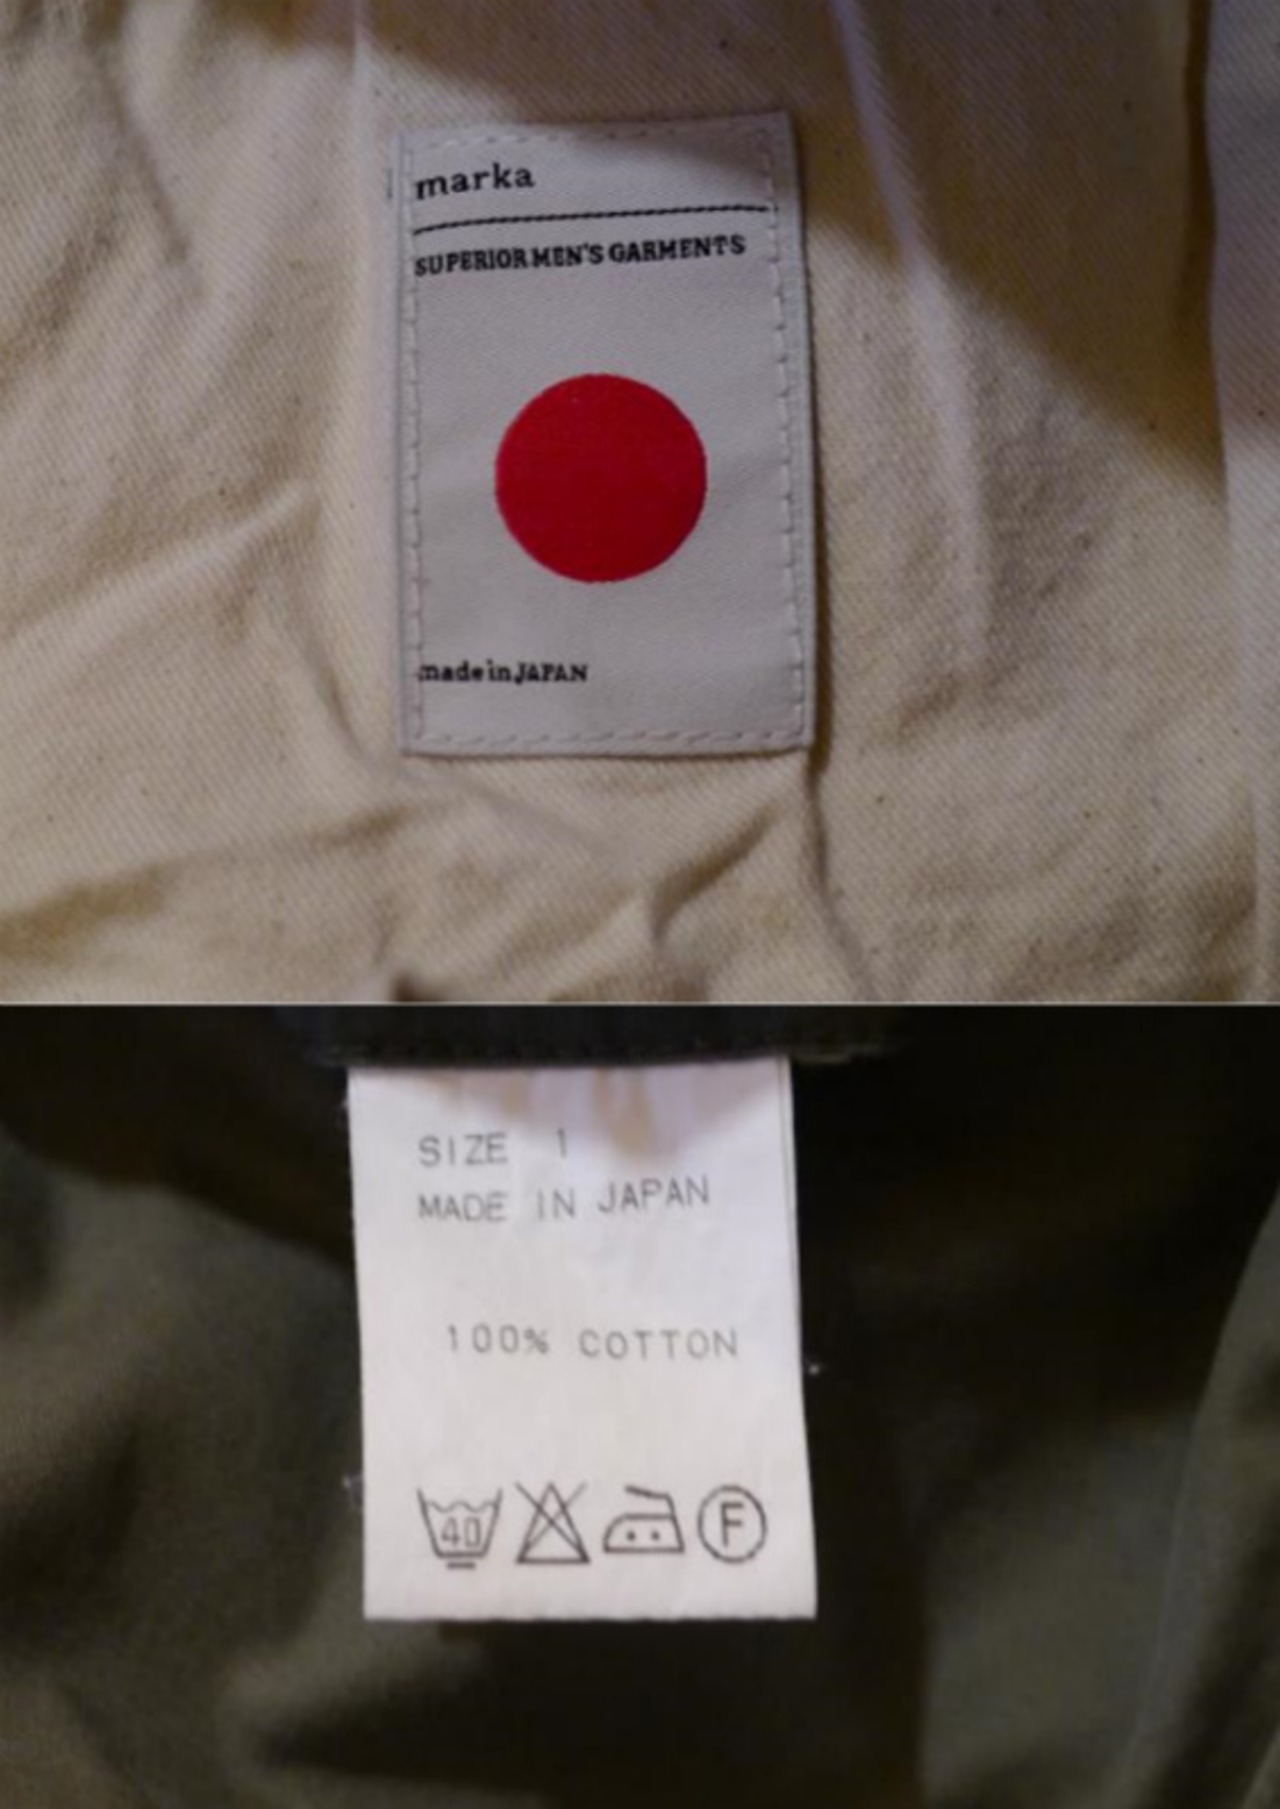 marka
SUPERIOR MEN'S GARMENTS
made in JAPAN
SIZE 1
MADE IN JAPAN
100% COTTON
40
F